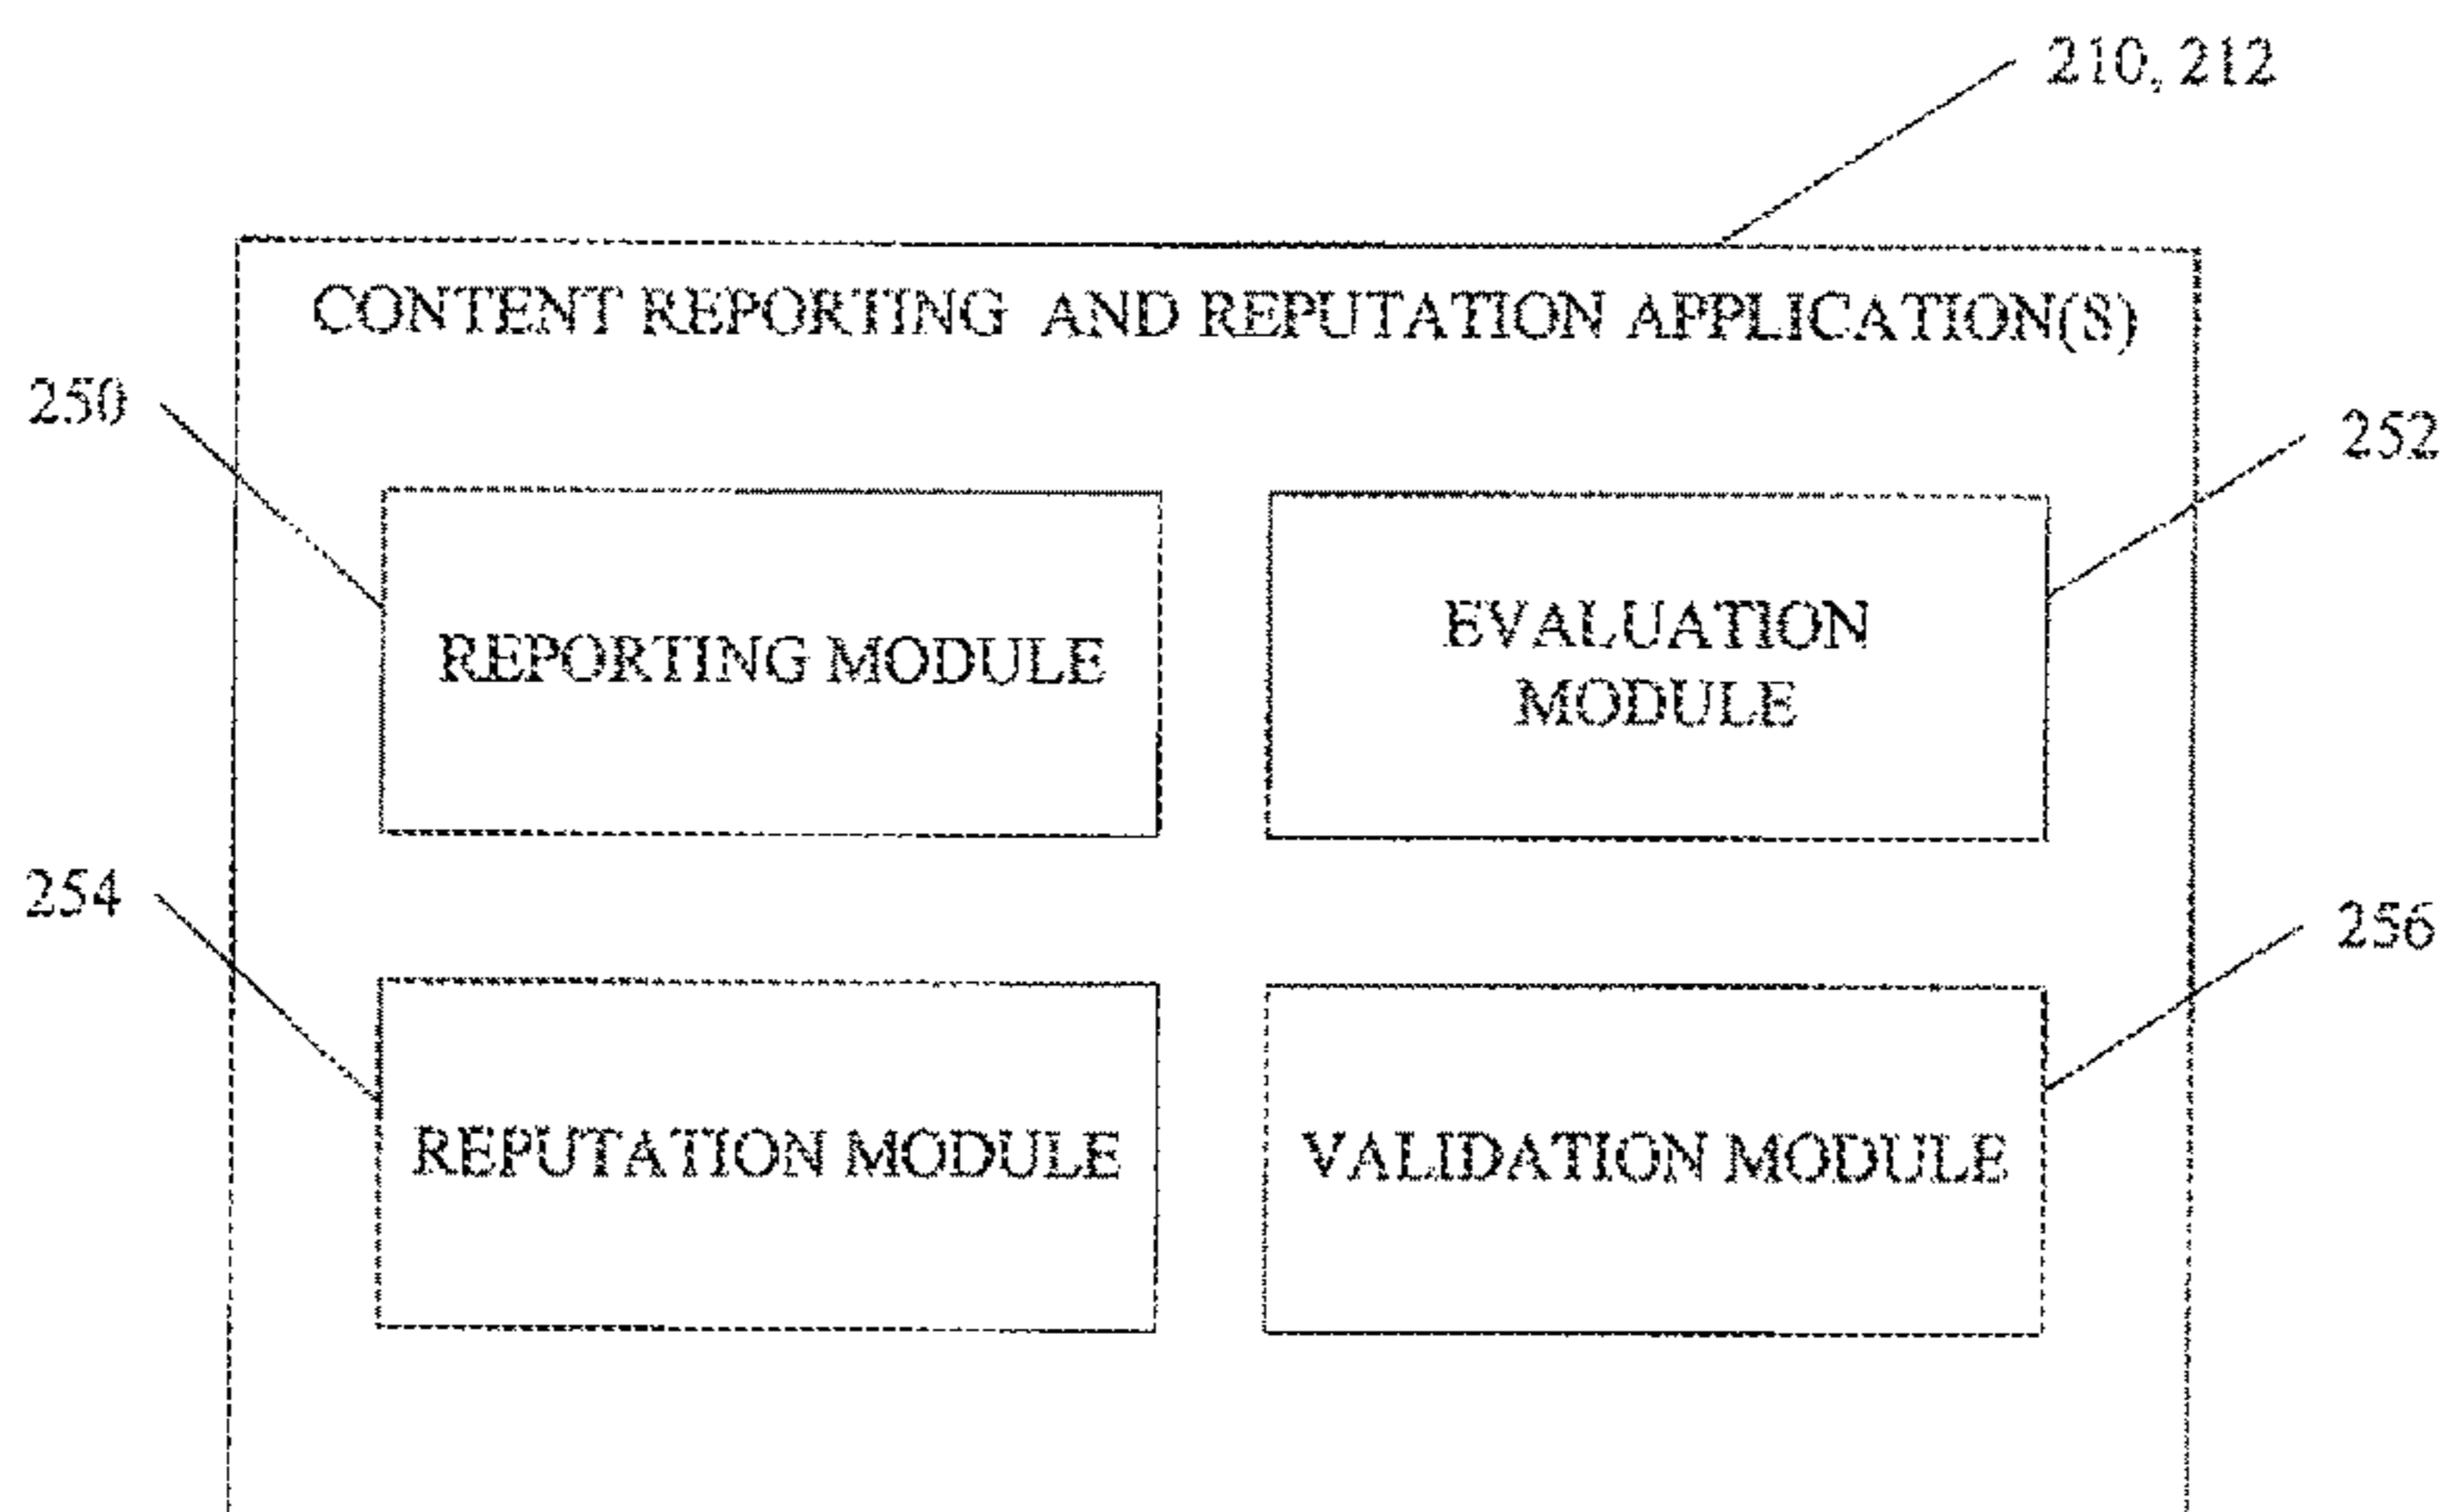 210, 212
CONTENT REPORTING AND REPUTATION APPLICATION(S)
250
252
REPORTING MODULE
EVALUATION
MODULE
254
256
REPUTATION MODULE
VALIDATION MODULE